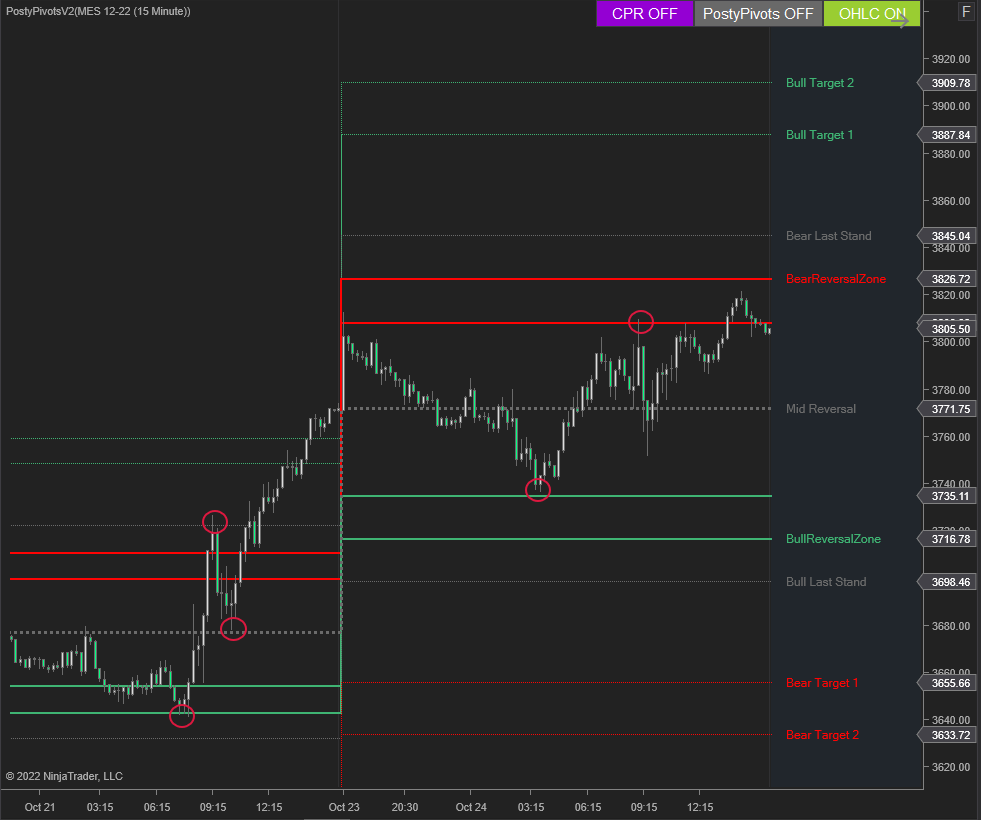 PostyPivotsV2(MES 12-22 (15 Minute))
CPR OFF
PostyPivots OFF
OHLC ON
F
3920.00
Bull Target 2
3909.78
3900.00
Bull Target 1
3887.84
3880.00
3860.00
Bear Last Stand
3845.04
3840.00
BearReversalZone
3826.72
3820.00
3805.50
3800.00
3780.00
Mid Reversal
3771.75
3760.00
3740.00
3735.11
3720.00
BullReversalZone
3716.78
Bull Last Stand
3698.46
3680.00
3660.00
Bear Target 1
3655.66
3640.00
Bear Target 2
3633.72
3620.00
© 2022 NinjaTrader, LLC
Oct 21 03:15 06:15 09:15 12:15 Oct 23 20:30 Oct 24 03:15 06:15 09:15 12:15